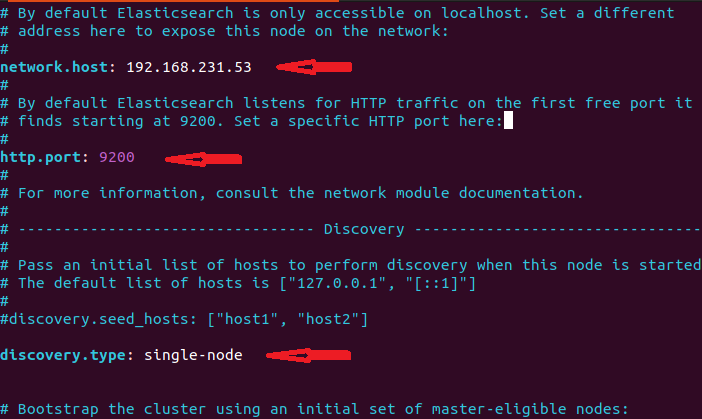 # By default Elasticsearch is only accessible on localhost. Set a different
# address here to expose this node on the network:
#
network.host: 192.168.231.53
#
# By default Elasticsearch listens for HTTP traffic on the first free port it
# finds starting at 9200. Set a specific HTTP port here:
#
http.port: 9200
#
# For more information, consult the network module documentation.
#
# --------------------------------- Discovery --------------------------------
#
# Pass an initial list of hosts to perform discovery when this node is started
# The default list of hosts is ["127.0.0.1", "[::1]"]
#
#discovery.seed_hosts: ["host1", "host2"]
discovery.type: single-node
# Bootstrap the cluster using an initial set of master-eligible nodes: